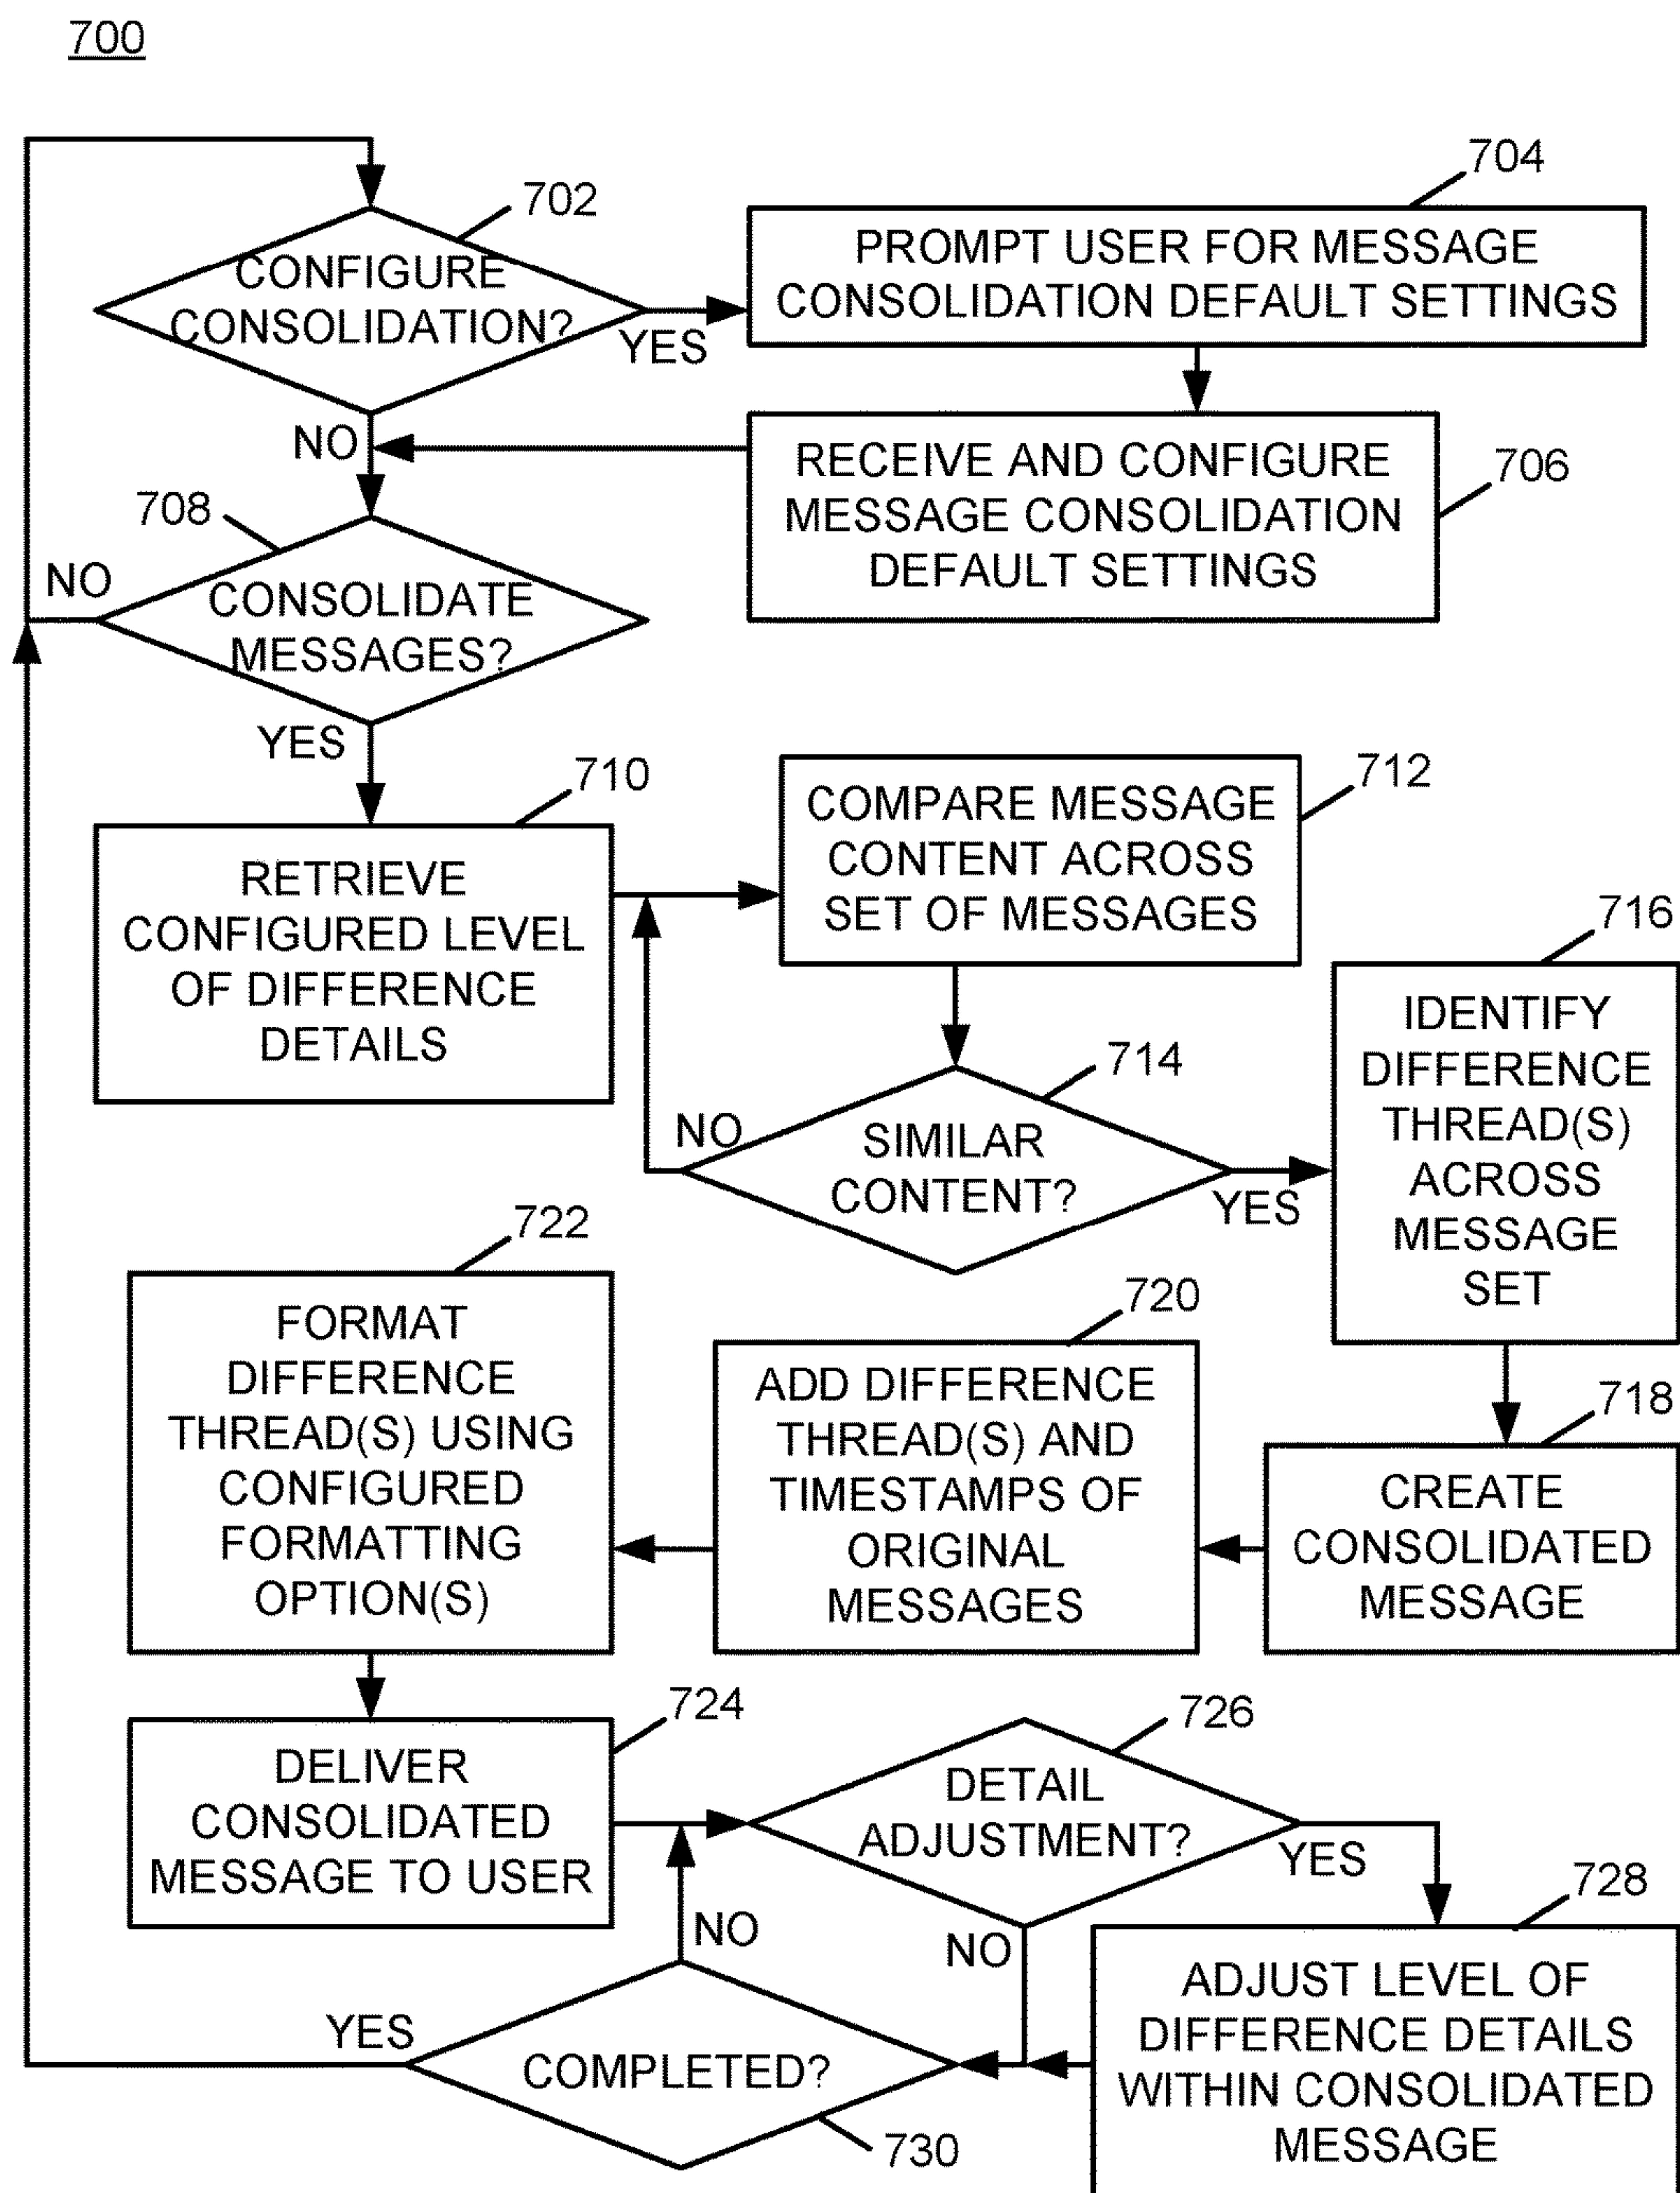 700
702
CONFIGURE
CONSOLIDATION?
YES
NO
704
PROMPT USER FOR MESSAGE
CONSOLIDATION DEFAULT SETTINGS
706
RECEIVE AND CONFIGURE
MESSAGE CONSOLIDATION
DEFAULT SETTINGS
708
NO
CONSOLIDATE
MESSAGES?
YES
710
RETRIEVE
CONFIGURED LEVEL
OF DIFFERENCE
DETAILS
712
COMPARE MESSAGE
CONTENT ACROSS
SET OF MESSAGES
714
NO
SIMILAR
CONTENT?
YES
716
IDENTIFY
DIFFERENCE
THREAD(S)
ACROSS
MESSAGE
SET
718
CREATE
CONSOLIDATED
MESSAGE
720
ADD DIFFERENCE
THREAD(S) AND
TIMESTAMPS OF
ORIGINAL
MESSAGES
722
FORMAT
DIFFERENCE
THREAD(S) USING
CONFIGURED
FORMATTING
OPTION(S)
724
DELIVER
CONSOLIDATED
MESSAGE TO USER
726
DETAIL
ADJUSTMENT?
YES
NO
728
ADJUST LEVEL OF
DIFFERENCE DETAILS
WITHIN CONSOLIDATED
MESSAGE
NO
YES
COMPLETED?
730